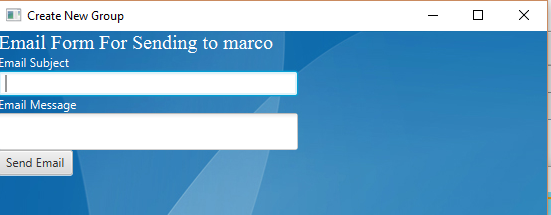 Create New Group
Email Form For Sending to marco
Email Subject
Email Message
Send Email